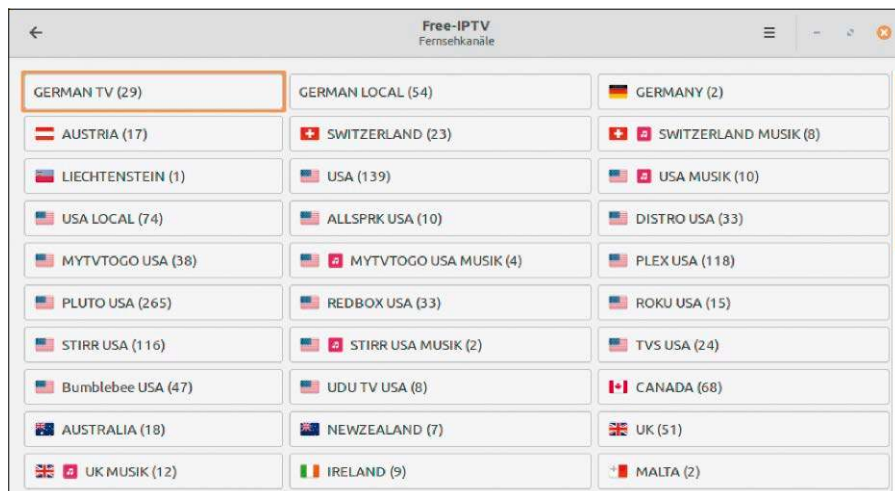 Free-IPTV
Fernsehkanäle
GERMAN TV (29)
GERMAN LOCAL (54)
GERMANY (2)
AUSTRIA (17)
SWITZERLAND (23)
SWITZERLAND MUSIK (8)
LIECHTENSTEIN (1)
USA (139)
USA MUSIK (10)
USA LOCAL (74)
ALLSPRK USA (10)
DISTRO USA (33)
MYTVTOGO USA (38)
MYTVTOGO USA MUSIK (4)
PLEX USA (118)
PLUTO USA (265)
REDBOX USA (33)
ROKU USA (15)
STIRR USA (116)
STIRR USA MUSIK (2)
TVS USA (24)
Bumblebee USA (47)
UDU TV USA (8)
CANADA (68)
AUSTRALIA (18)
NEWZEALAND (7)
UK (51)
UK MUSIK (12)
IRELAND (9)
MALTA (2)